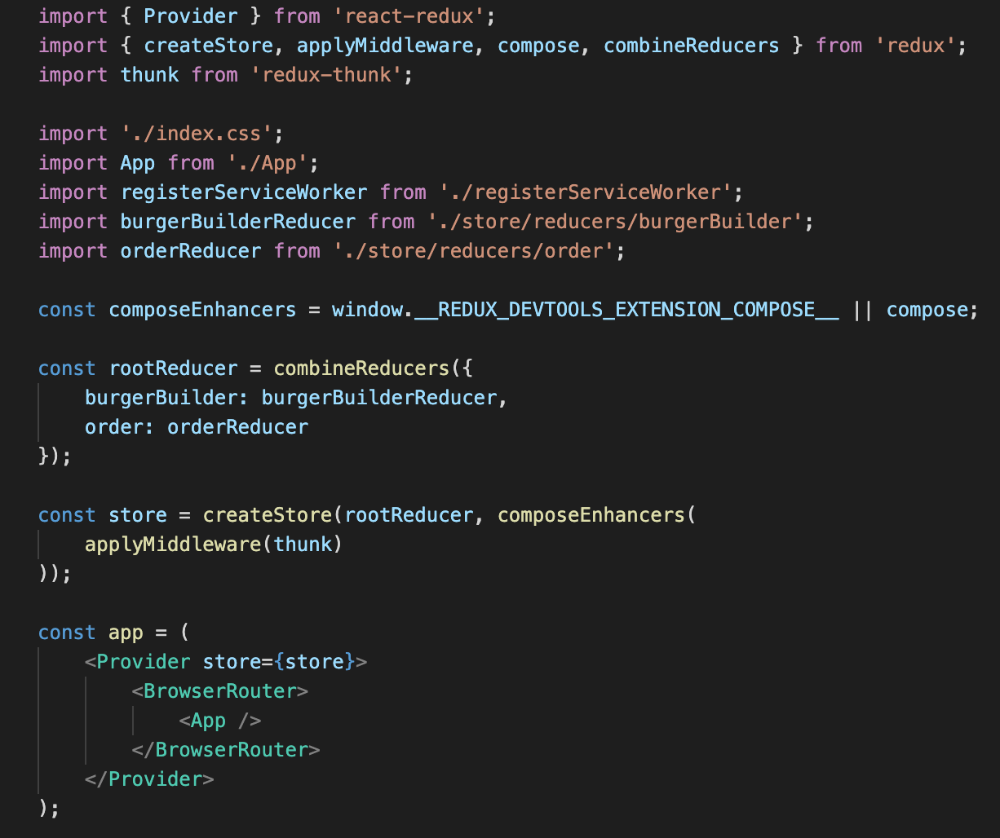 import { Provider } from 'react-redux';
import { createStore, applyMiddleware, compose, combineReducers } from 'redux';
import thunk from 'redux-thunk';

import './index.css';
import App from './App';
import registerServiceWorker from './registerServiceWorker';
import burgerBuilderReducer from './store/reducers/burgerBuilder';
import orderReducer from './store/reducers/order';

const composeEnhancers = window.__REDUX_DEVTOOLS_EXTENSION_COMPOSE__ || compose;

const rootReducer = combineReducers({
    burgerBuilder: burgerBuilderReducer,
    order: orderReducer
});

const store = createStore(rootReducer, composeEnhancers(
    applyMiddleware(thunk)
));

const app = (
    <Provider store={store}>
        <BrowserRouter>
            <App />
        </BrowserRouter>
    </Provider>
);